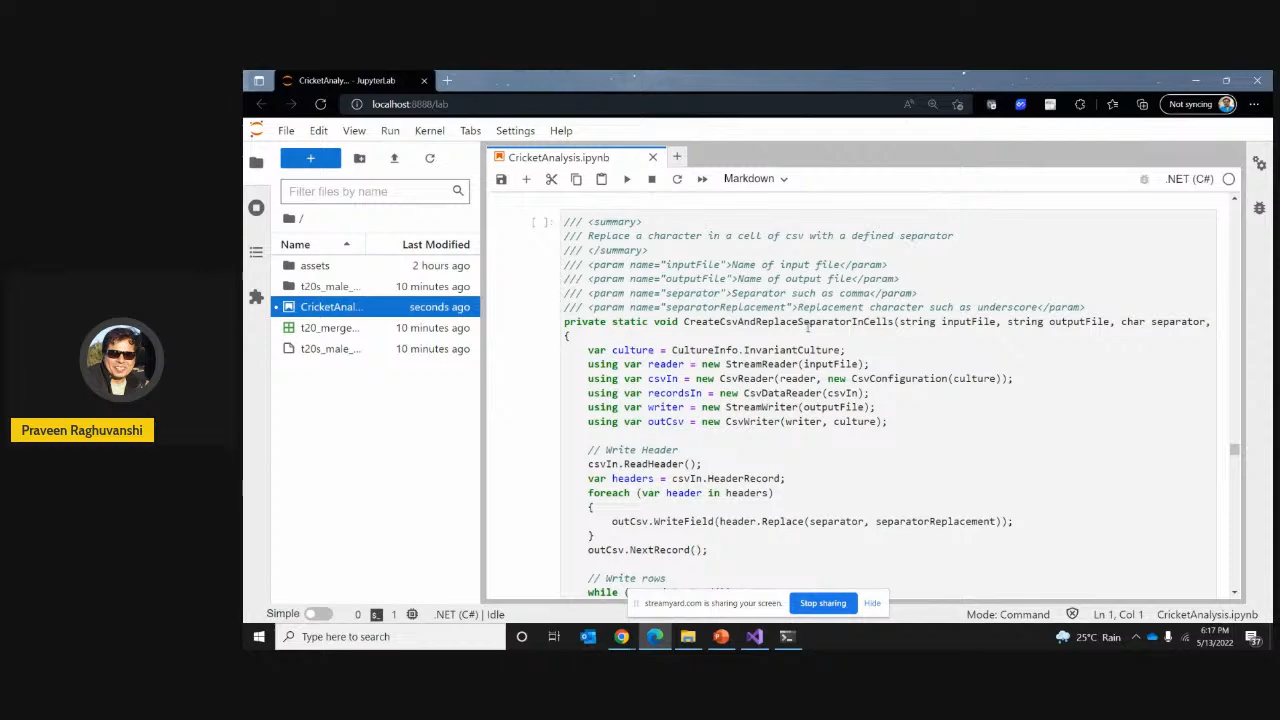 CricketAnaly... - JupyterLab
localhost:8888/lab
Not syncing
File Edit View Run Kernel Tabs Settings Help
CricketAnalysis.ipynb
Filter files by name
Markdown
.NET (C#)
/
Name Last Modified
assets 2 hours ago
t20s_male_... 10 minutes ago
CricketAnal... seconds ago
t20_merge... 10 minutes ago
t20s_male_... 10 minutes ago
[ ]:
/// <summary>
/// Replace a character in a cell of csv with a defined separator
/// </summary>
/// <param name="inputFile">Name of input file</param>
/// <param name="outputFile">Name of output file</param>
/// <param name="separator">Separator such as comma</param>
/// <param name="separatorReplacement">Replacement character such as underscore</param>
private static void CreateCsvAndReplaceSeparatorInCells(string inputFile, string outputFile, char separator,
{
var culture = CultureInfo.InvariantCulture;
using var reader = new StreamReader(inputFile);
using var csvIn = new CsvReader(reader, new CsvConfiguration(culture));
using var recordsIn = new CsvDataReader(csvIn);
using var writer = new StreamWriter(outputFile);
using var outCsv = new CsvWriter(writer, culture);
// Write Header
csvIn.ReadHeader();
var headers = csvIn.HeaderRecord;
foreach (var header in headers)
{
outCsv.WriteField(header.Replace(separator, separatorReplacement));
}
outCsv.NextRecord();
// Write rows
while (
streamyard.com is sharing your screen. Stop sharing Hide
Praveen Raghuvanshi
Simple 0 1 .NET (C#) | Idle Mode: Command Ln 1, Col 1 CricketAnalysis.ipynb
Type here to search
25°C Rain
6:17 PM
5/13/2022
37